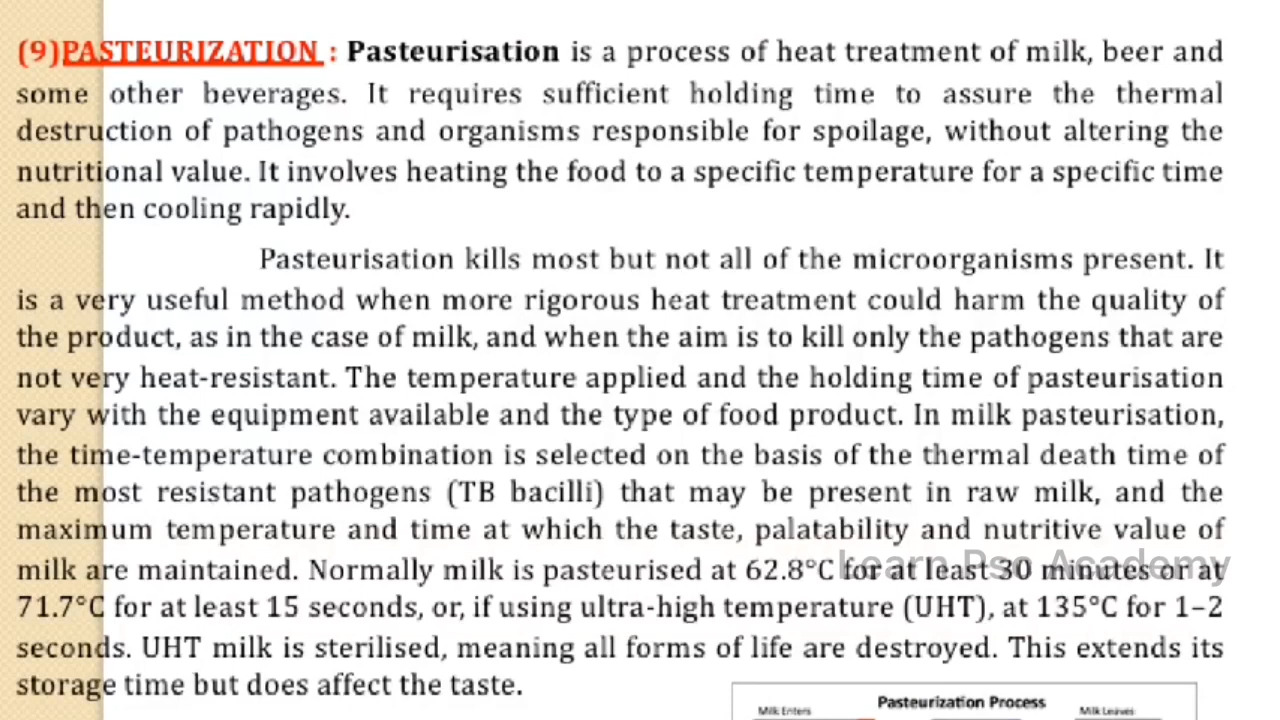 (9)PASTEURIZATION : Pasteurisation is a process of heat treatment of milk, beer and
some other beverages. It requires sufficient holding time to assure the thermal
destruction of pathogens and organisms responsible for spoilage, without altering the
nutritional value. It involves heating the food to a specific temperature for a specific time
and then cooling rapidly.
Pasteurisation kills most but not all of the microorganisms present. It
is a very useful method when more rigorous heat treatment could harm the quality of
the product, as in the case of milk, and when the aim is to kill only the pathogens that are
not very heat-resistant. The temperature applied and the holding time of pasteurisation
vary with the equipment available and the type of food product. In milk pasteurisation,
the time-temperature combination is selected on the basis of the thermal death time of
the most resistant pathogens (TB bacilli) that may be present in raw milk, and the
maximum temperature and time at which the taste, palatability and nutritive value of
milk are maintained. Normally milk is pasteurised at 62.8°C for at least 30 minutes or at
Learn Psc Academy
71.7°C for at least 15 seconds, or, if using ultra-high temperature (UHT), at 135°C for 1–2
seconds. UHT milk is sterilised, meaning all forms of life are destroyed. This extends its
storage time but does affect the taste.
Pasteurization Process
Milk Enters
Milk Leaves